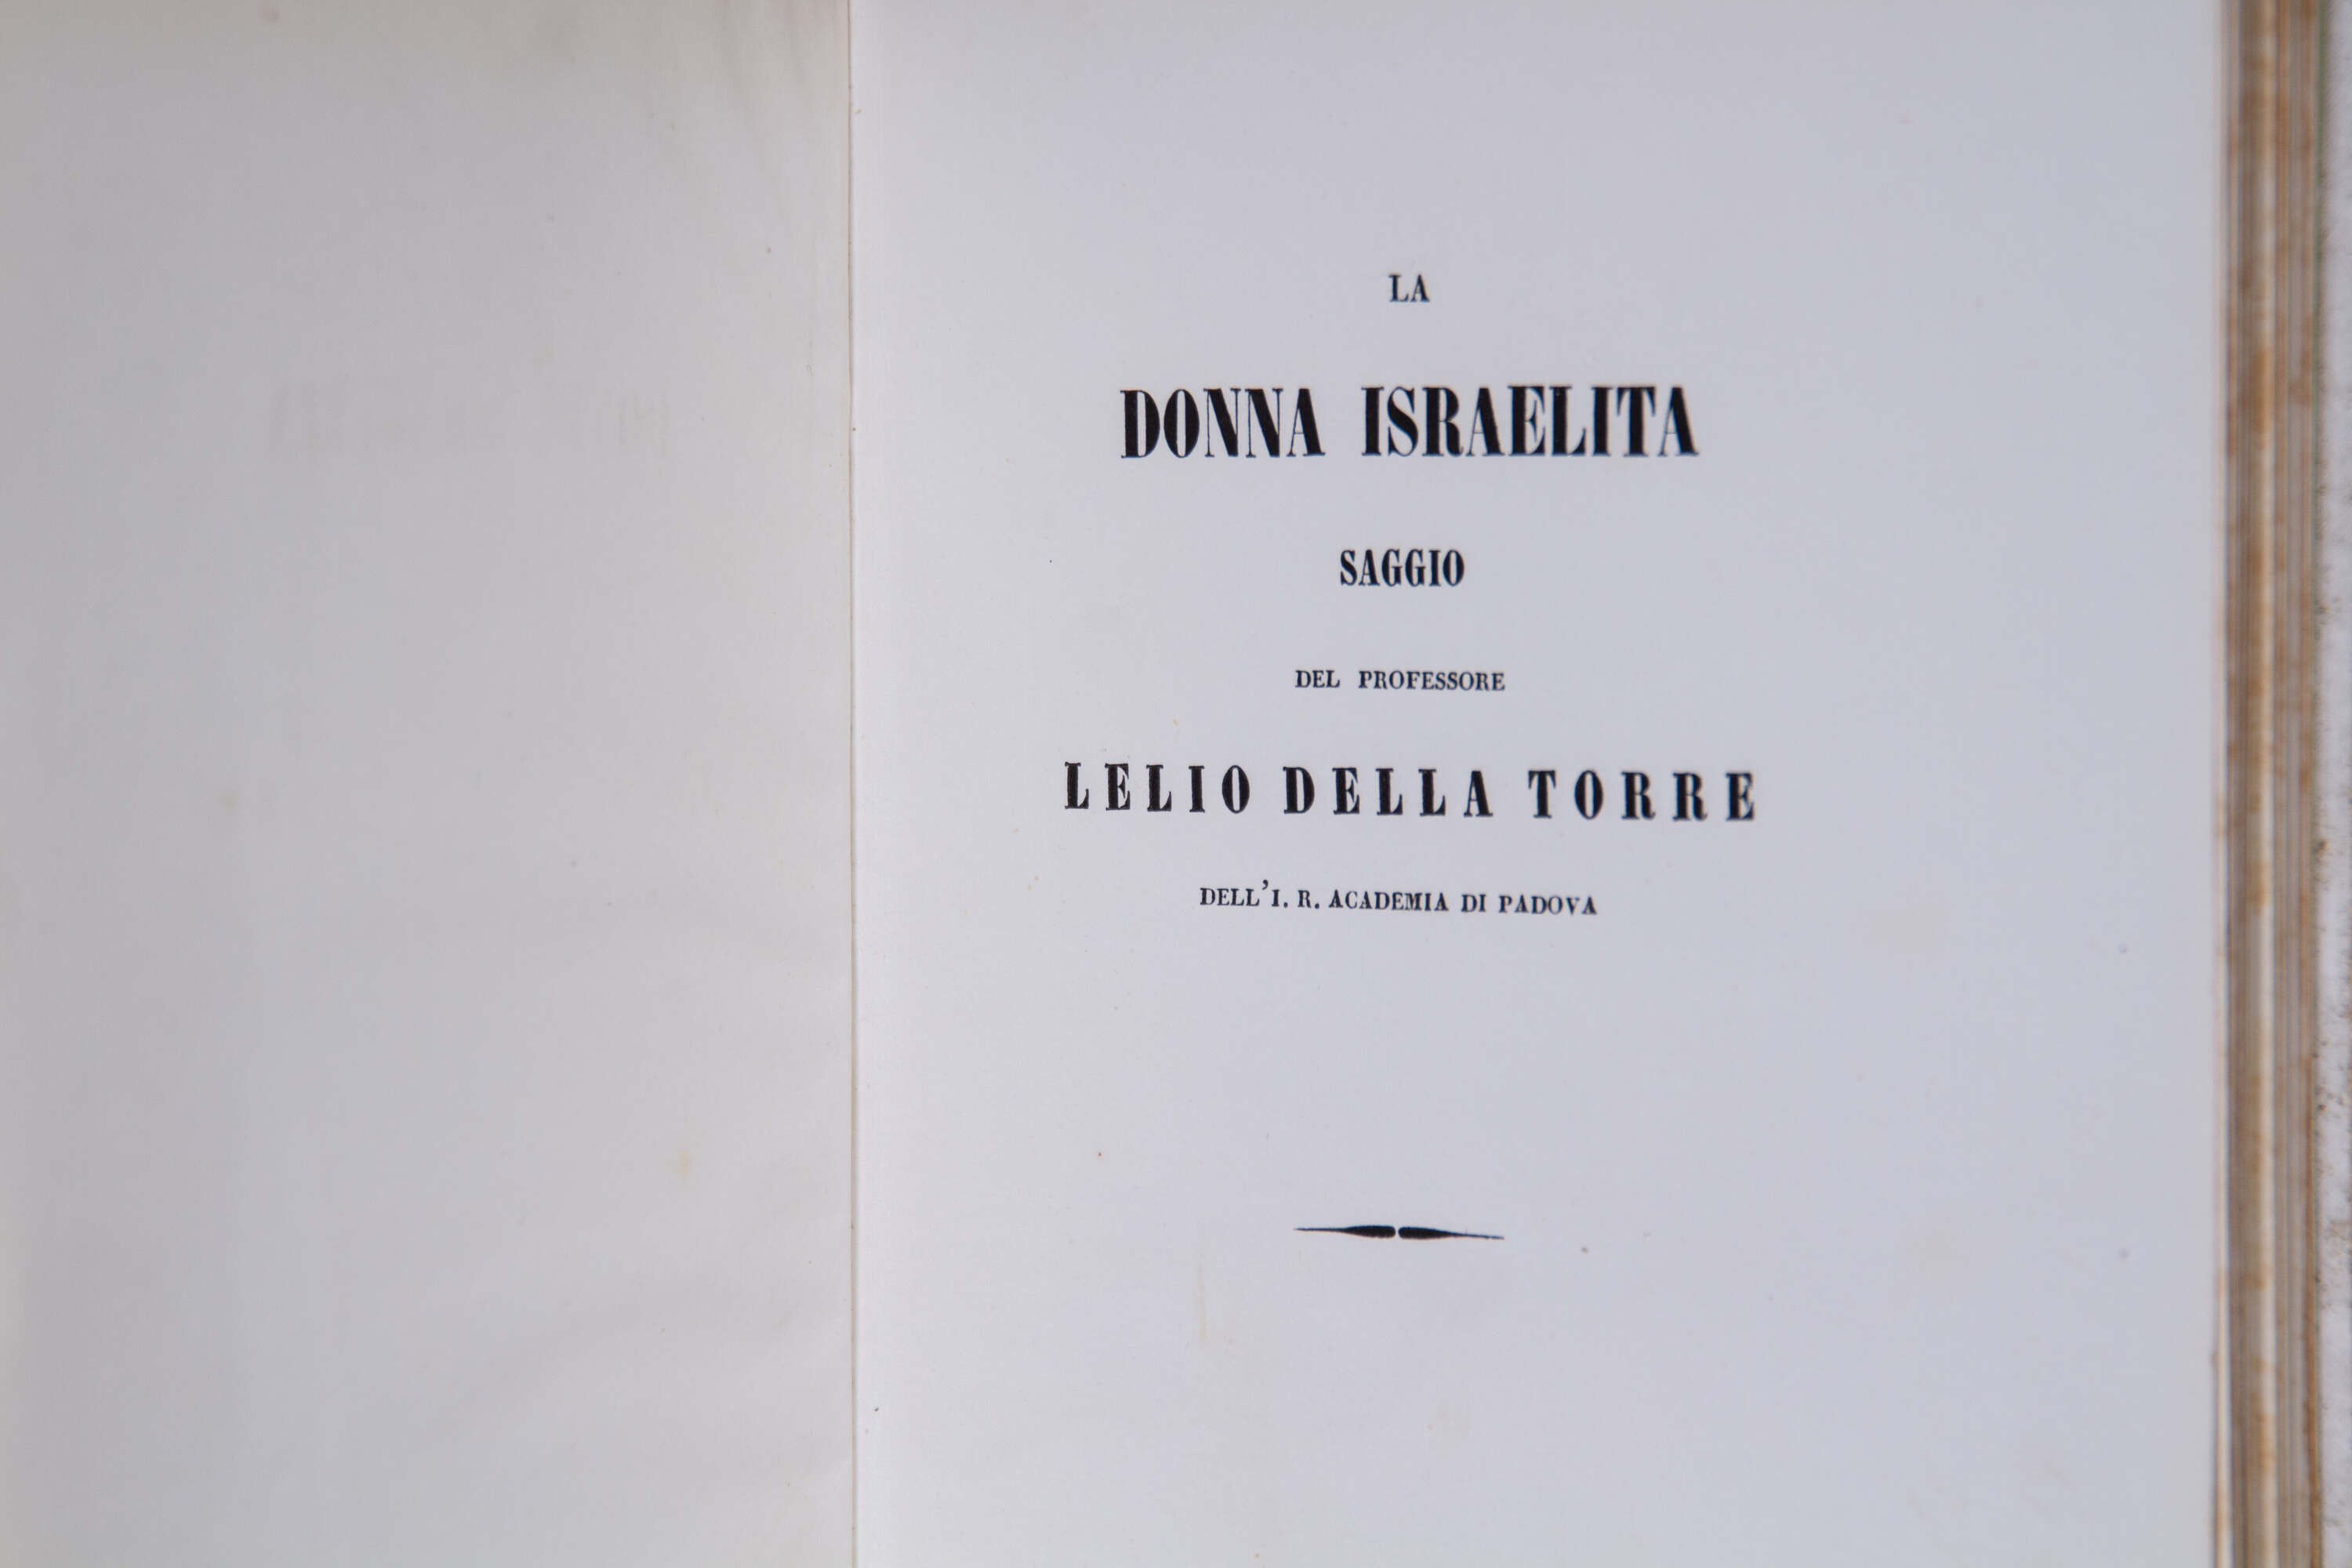 LA
DONNA ISRAELITA
SAGGIO
DEL PROFESSORE
LELIO DELLA TORRE
DELL'I. R. ACADEMIA DI PADOVA